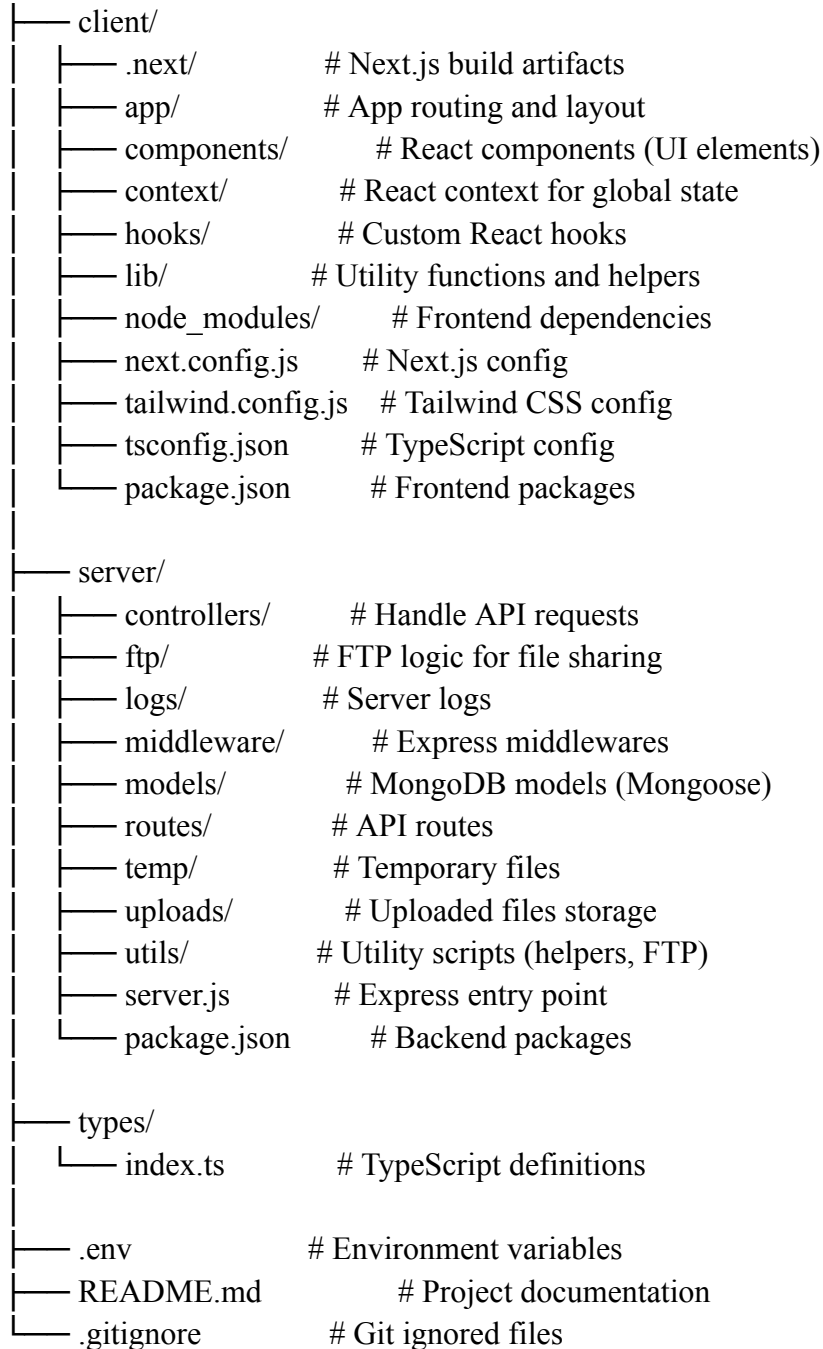 ├── client/
│   ├── .next/ # Next.js build artifacts
│   ├── app/ # App routing and layout
│   ├── components/ # React components (UI elements)
│   ├── context/ # React context for global state
│   ├── hooks/ # Custom React hooks
│   ├── lib/ # Utility functions and helpers
│   ├── node_modules/ # Frontend dependencies
│   ├── next.config.js # Next.js config
│   ├── tailwind.config.js # Tailwind CSS config
│   ├── tsconfig.json # TypeScript config
│   └── package.json # Frontend packages
│
├── server/
│   ├── controllers/ # Handle API requests
│   ├── ftp/ # FTP logic for file sharing
│   ├── logs/ # Server logs
│   ├── middleware/ # Express middlewares
│   ├── models/ # MongoDB models (Mongoose)
│   ├── routes/ # API routes
│   ├── temp/ # Temporary files
│   ├── uploads/ # Uploaded files storage
│   ├── utils/ # Utility scripts (helpers, FTP)
│   ├── server.js # Express entry point
│   └── package.json # Backend packages
│
├── types/
│   └── index.ts # TypeScript definitions
│
├── .env # Environment variables
├── README.md # Project documentation
└── .gitignore # Git ignored files